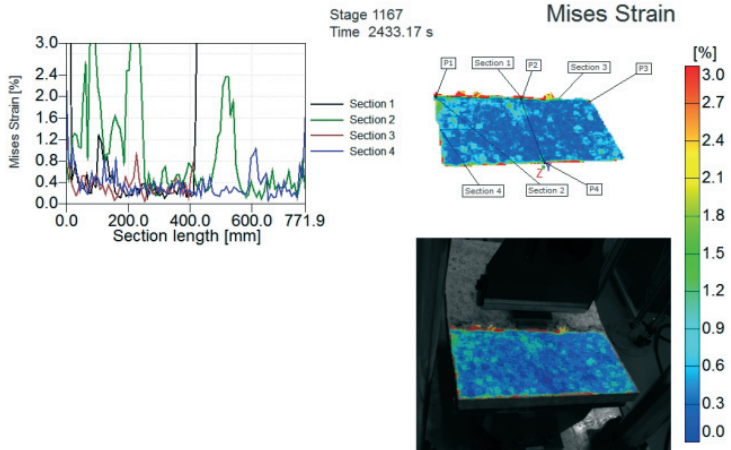 Stage 1167
Time 2433.17 s
Mises Strain
3.0
2.8
2.4
2.0
1.6
1.2
0.8
0.4
0.0
Mises Strain [%]
0.0
200.0
400.0
600.0
771.9
Section length [mm]
Section 1
Section 2
Section 3
Section 4
P1
Section 1
P2
Section 3
P3
Section 4
Section 2
P4
Z
[%]
3.0
2.7
2.4
2.1
1.8
1.5
1.2
0.9
0.6
0.3
0.0